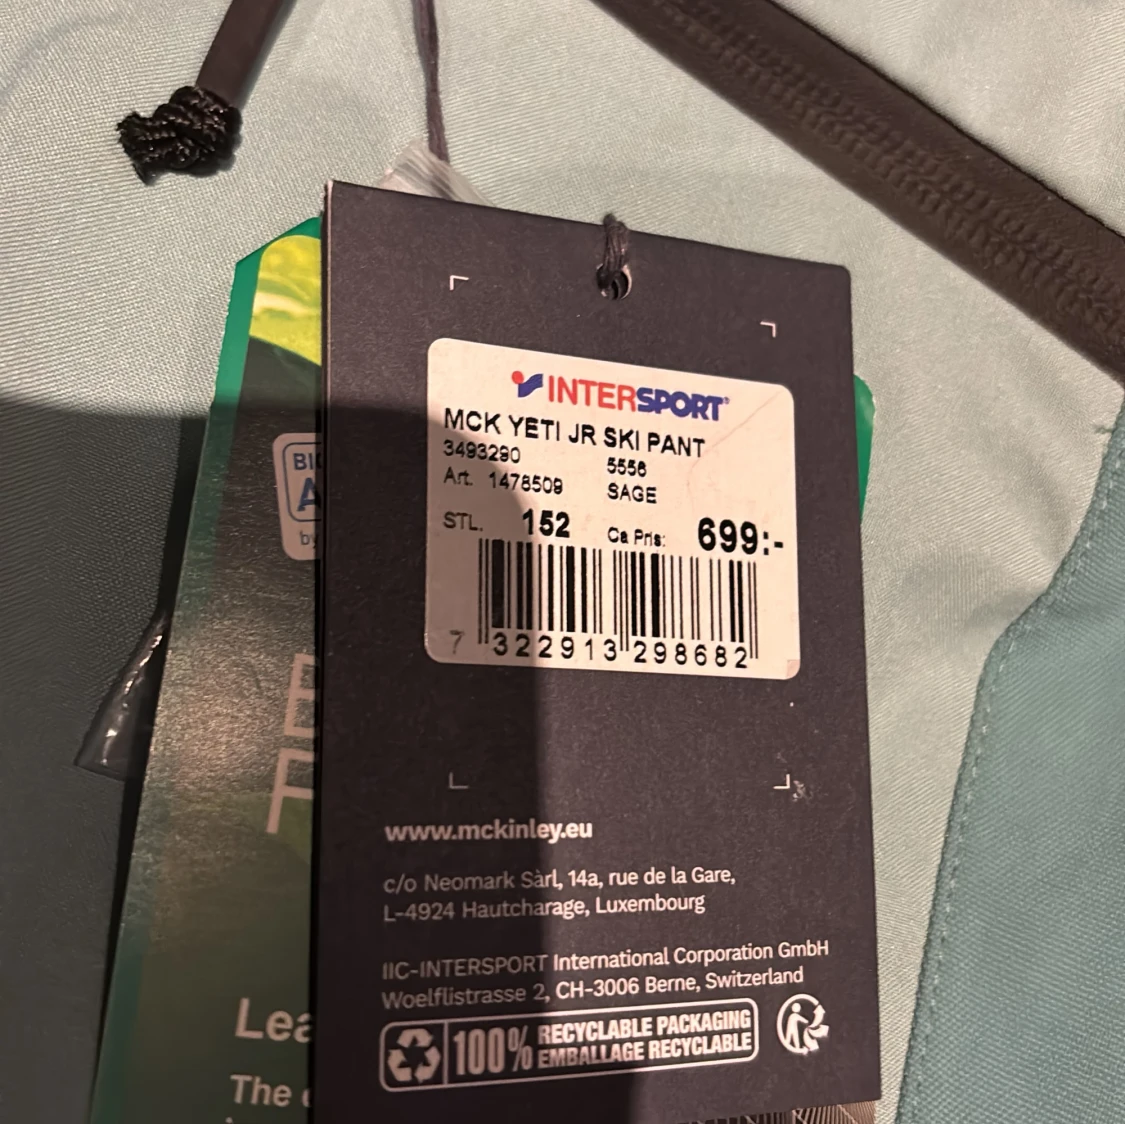 INTERSPORT
MCK YETI JR SKI PANT
3493290 5556
Art. 1478509 SAGE
STL. 152 Ca Pris: 699:-
7 322913 298682
www.mckinley.eu
c/o Neomark Sàrl, 14a, rue de la Gare,
L-4924 Hautcharage, Luxembourg
IIC-INTERSPORT International Corporation GmbH
Woelflistrasse 2, CH-3006 Berne, Switzerland
100% RECYCLABLE PACKAGING
EMBALLAGE RECYCLABLE
The